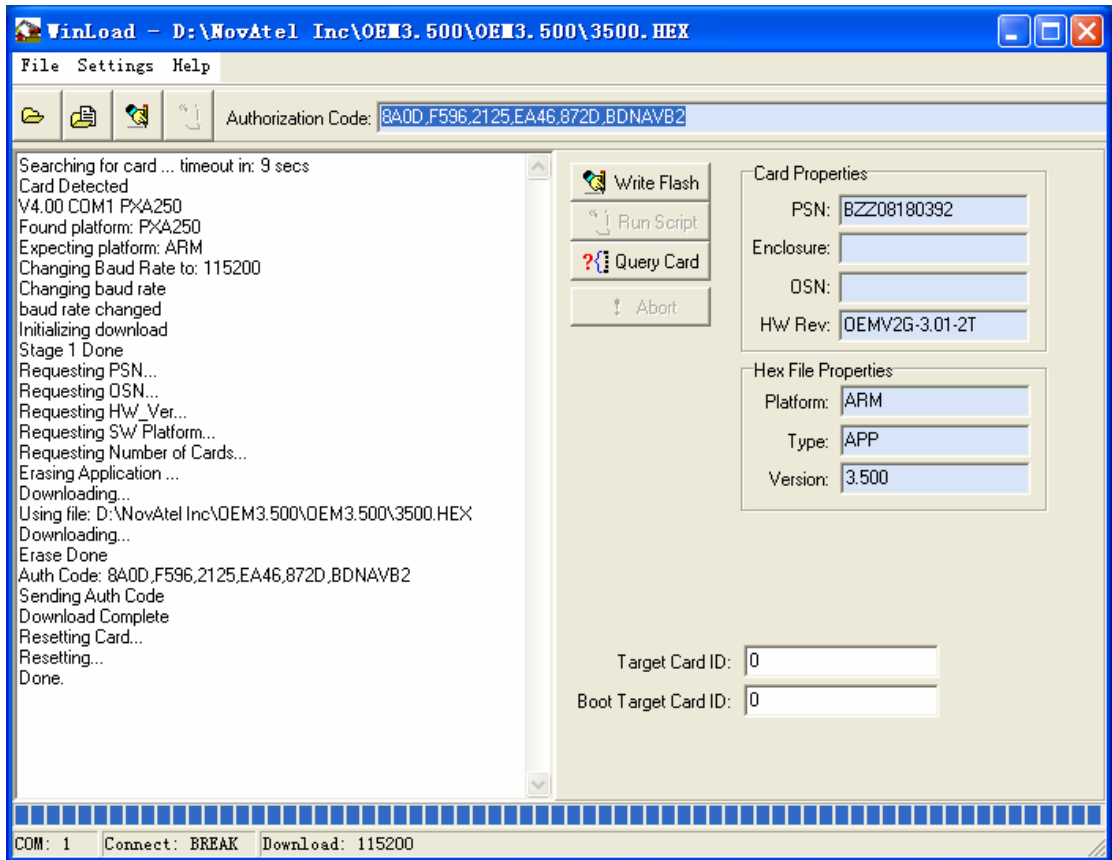 WinLoad - D:\NovAtel Inc\OEM3.500\OEM3.500\3500.HEX
File Settings Help
Authorization Code: 8A0D,F596,2125,EA46,872D,BDNAVB2
Searching for card ... timeout in: 9 secs
Card Detected
V4.00 COM1 PXA250
Found platform: PXA250
Expecting platform: ARM
Changing Baud Rate to: 115200
Changing baud rate
baud rate changed
Initializing download
Stage 1 Done
Requesting PSN...
Requesting OSN...
Requesting HW_Ver...
Requesting SW Platform...
Requesting Number of Cards...
Erasing Application ...
Downloading...
Using file: D:\NovAtel Inc\OEM3.500\OEM3.500\3500.HEX
Downloading...
Erase Done
Auth Code: 8A0D,F596,2125,EA46,872D,BDNAVB2
Sending Auth Code
Download Complete
Resetting Card...
Resetting...
Done.
Write Flash
Run Script
Query Card
Abort
Card Properties
PSN: BZZ08180392
Enclosure:
OSN:
HW Rev: OEMV2G-3.01-2T
Hex File Properties
Platform: ARM
Type: APP
Version: 3.500
Target Card ID: 0
Boot Target Card ID: 0
COM: 1 Connect: BREAK Download: 115200